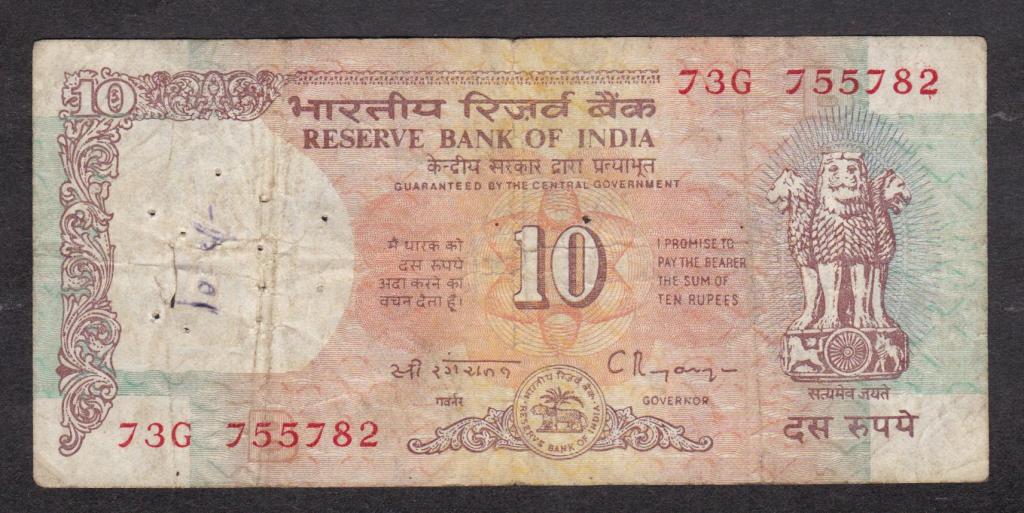 10
73G 755782
भारतीय रिज़र्व बैंक
RESERVE BANK OF INDIA
केन्द्रीय सरकार द्वारा प्रत्याभूत
GUARANTEED BY THE CENTRAL GOVERNMENT
मैं धारक को
दस रुपये
अदा करने का
वचन देता हूँ।
10
I PROMISE TO
PAY THE BEARER
THE SUM OF
TEN RUPEES
गवर्नर
GOVERNOR
भारतीय रिज़र्व बैंक
RESERVE BANK OF INDIA
सत्यमेव जयते
दस रुपये
73G 755782